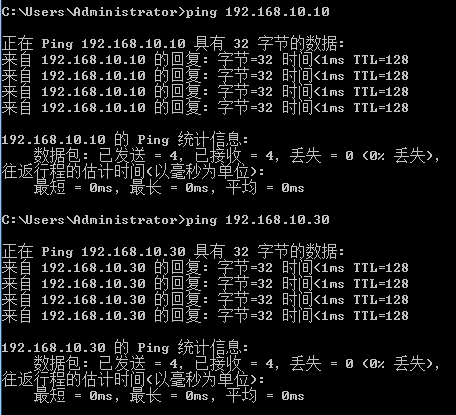 C:\Users\Administrator>ping 192.168.10.10
正在 Ping 192.168.10.10 具有 32 字节的数据:
来自 192.168.10.10 的回复: 字节=32 时间<1ms TTL=128
来自 192.168.10.10 的回复: 字节=32 时间<1ms TTL=128
来自 192.168.10.10 的回复: 字节=32 时间<1ms TTL=128
来自 192.168.10.10 的回复: 字节=32 时间<1ms TTL=128
192.168.10.10 的 Ping 统计信息:
数据包: 已发送 = 4, 已接收 = 4, 丢失 = 0 (0% 丢失),
往返行程的估计时间(以毫秒为单位):
最短 = 0ms, 最长 = 0ms, 平均 = 0ms
C:\Users\Administrator>ping 192.168.10.30
正在 Ping 192.168.10.30 具有 32 字节的数据:
来自 192.168.10.30 的回复: 字节=32 时间<1ms TTL=128
来自 192.168.10.30 的回复: 字节=32 时间<1ms TTL=128
来自 192.168.10.30 的回复: 字节=32 时间<1ms TTL=128
来自 192.168.10.30 的回复: 字节=32 时间<1ms TTL=128
192.168.10.30 的 Ping 统计信息:
数据包: 已发送 = 4, 已接收 = 4, 丢失 = 0 (0% 丢失),
往返行程的估计时间(以毫秒为单位):
最短 = 0ms, 最长 = 0ms, 平均 = 0ms